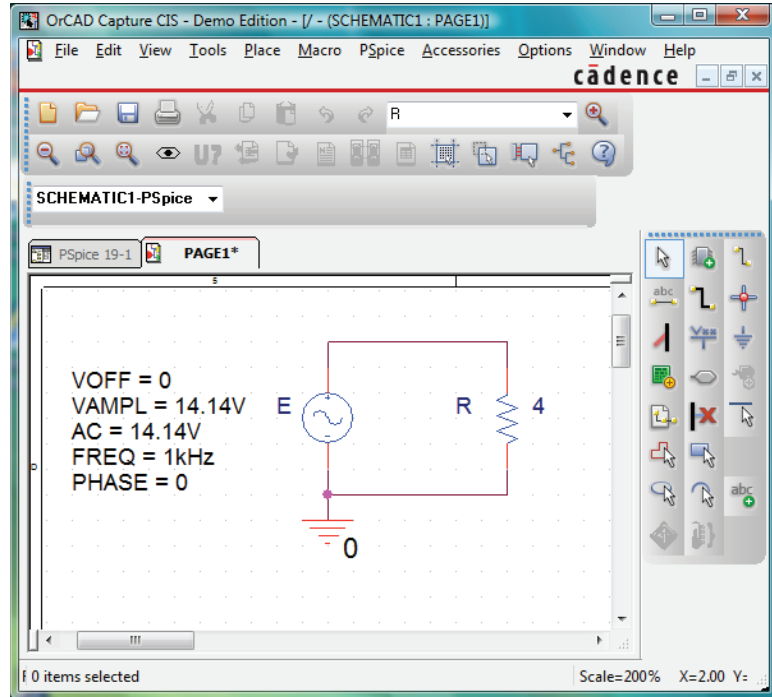 OrCAD Capture CIS - Demo Edition - [/ - (SCHEMATIC1 : PAGE1)]
File Edit View Tools Place Macro PSpice Accessories Options Window Help
cādence
R
U?
SCHEMATIC1-PSpice
PSpice 19-1 PAGE1*
5
abc
Vxx
VOFF = 0
VAMPL = 14.14V
AC = 14.14V
FREQ = 1kHz
PHASE = 0
E
R
4
0
abc
0 items selected
Scale=200% X=2.00 Y=